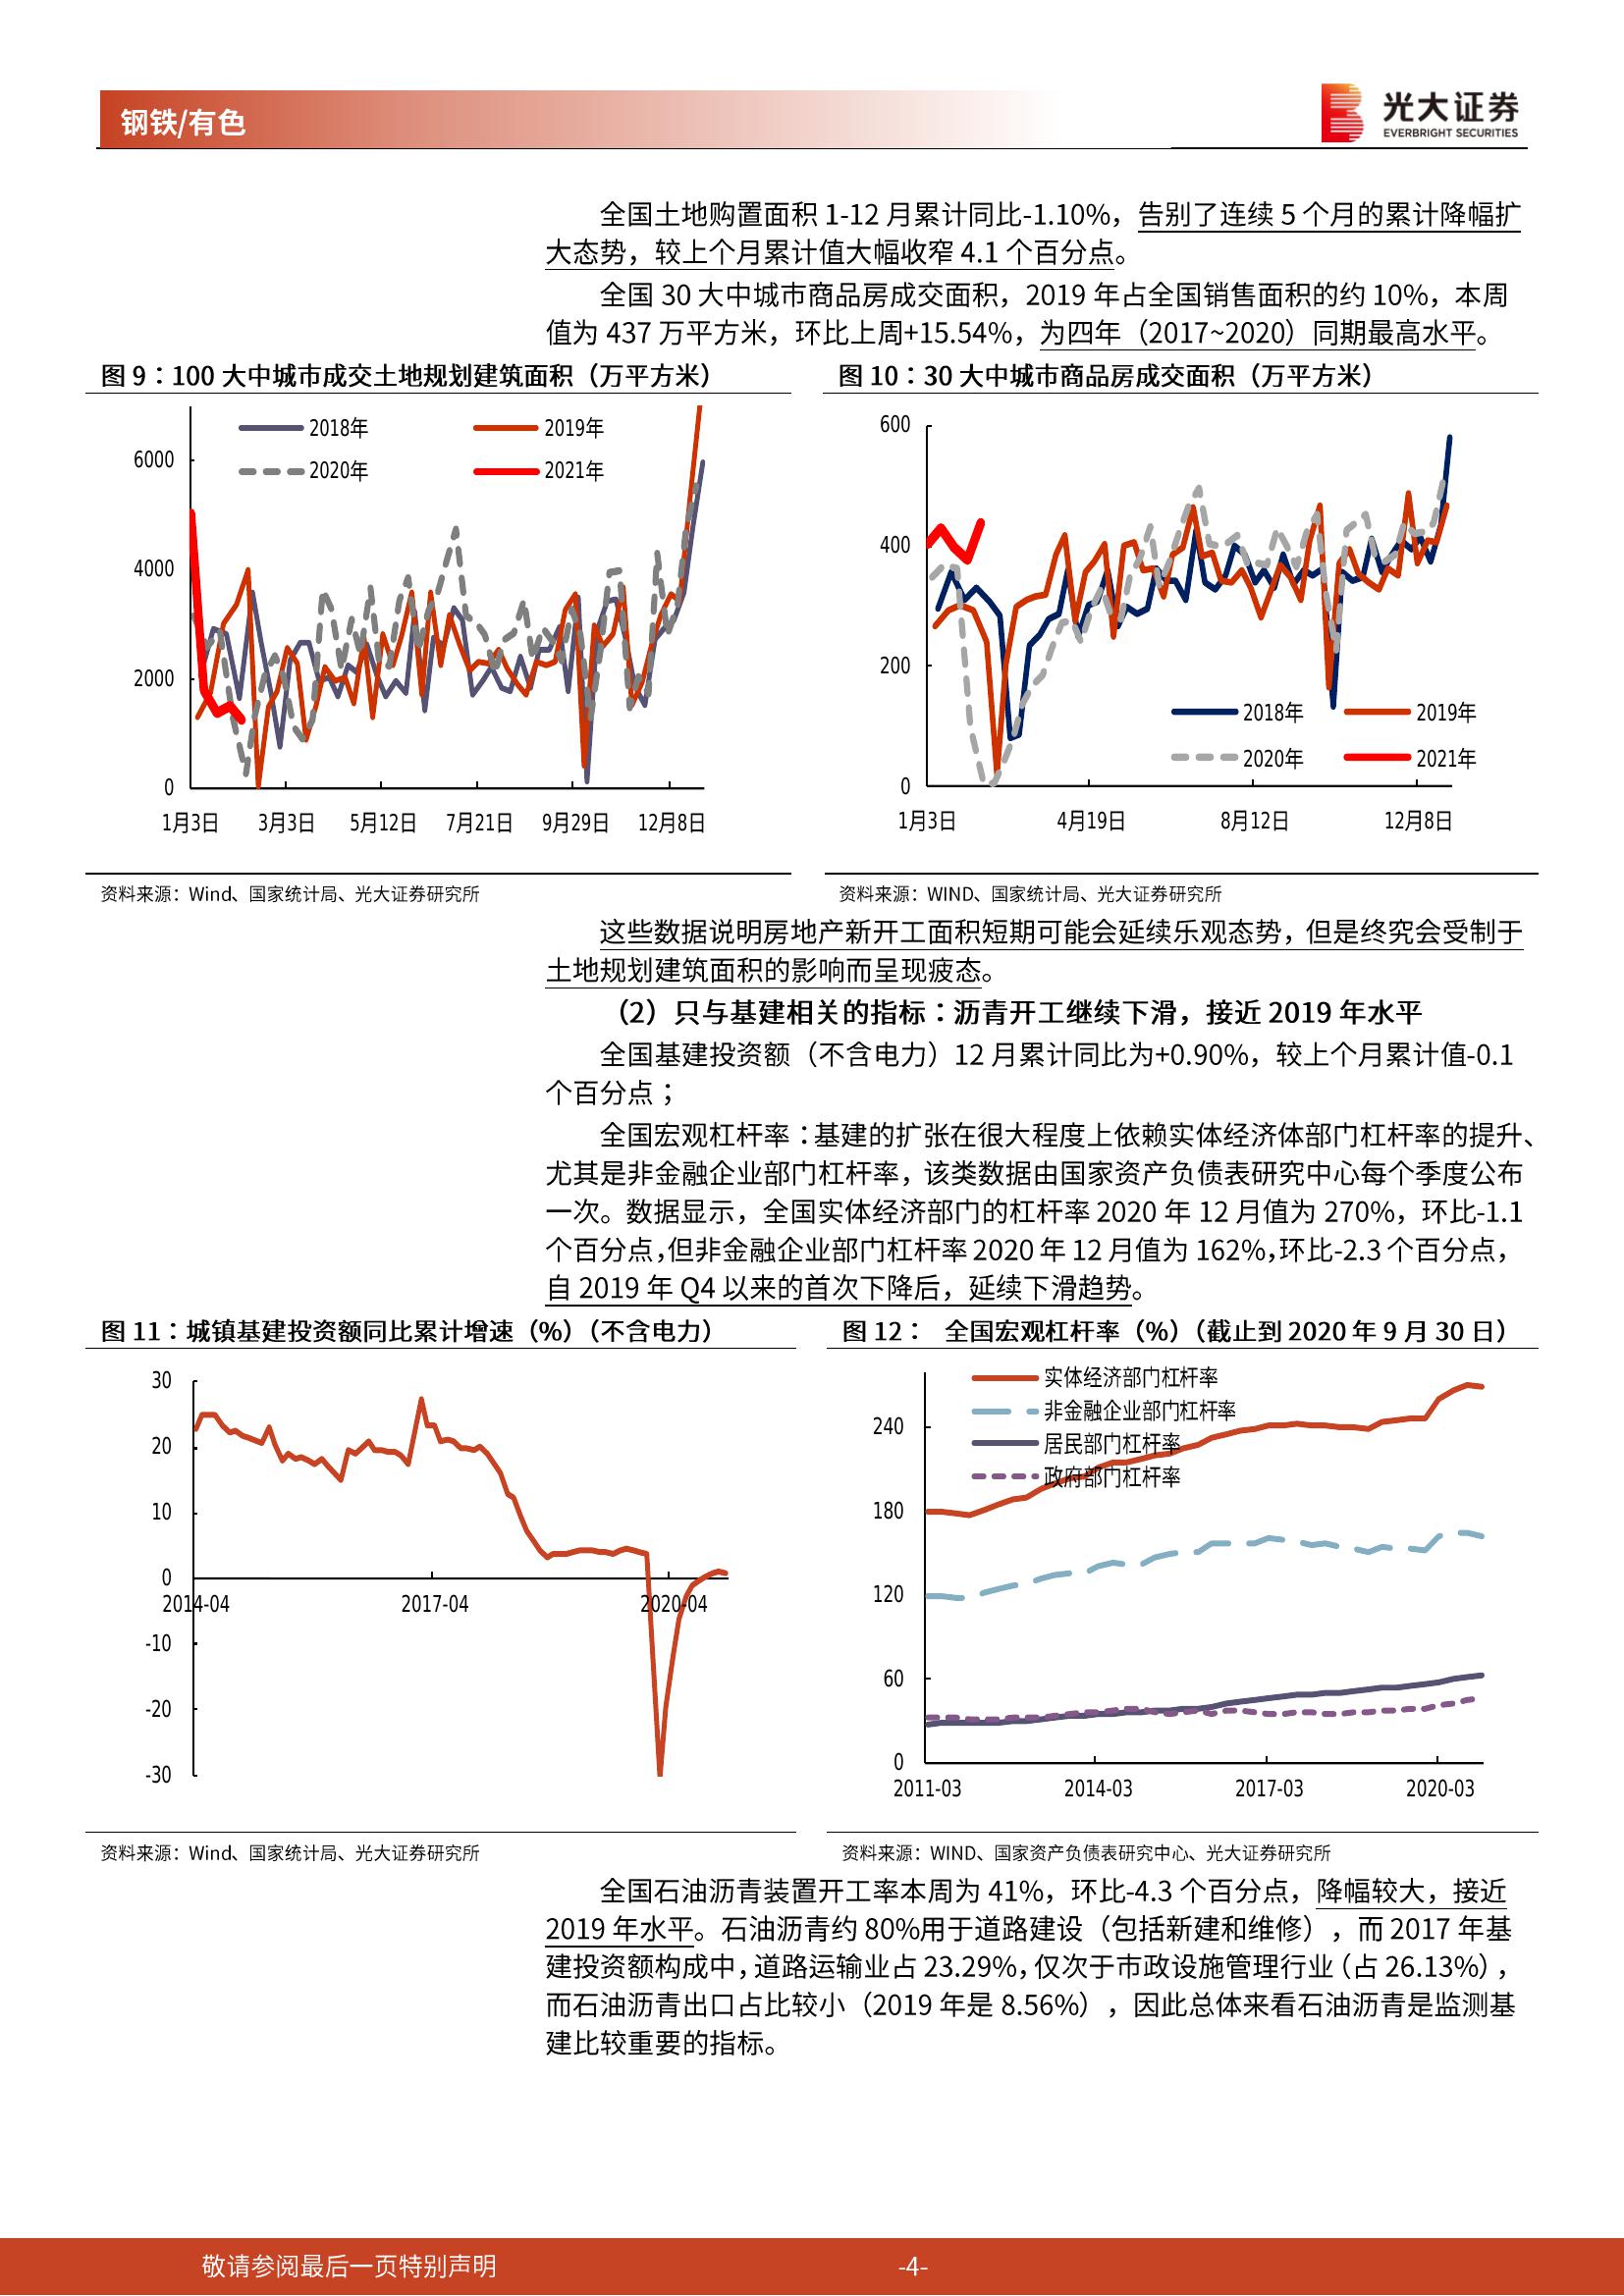 钢铁/有色
光大证券
EVERBRIGHT SECURITIES
全国土地购置面积 1-12 月累计同比-1.10%，告别了连续 5 个月的累计降幅扩
大态势，较上个月累计值大幅收窄 4.1 个百分点。
全国 30 大中城市商品房成交面积，2019 年占全国销售面积的约 10%，本周
值为 437 万平方米，环比上周+15.54%，为四年（2017~2020）同期最高水平。
图 9：100 大中城市成交土地规划建筑面积（万平方米）
2018年 2019年
2020年 2021年
6000
4000
2000
0
1月3日 3月3日 5月12日 7月21日 9月29日 12月8日
资料来源：Wind、国家统计局、光大证券研究所
图 10：30 大中城市商品房成交面积（万平方米）
600
400
200
0
2018年 2019年
2020年 2021年
1月3日 4月19日 8月12日 12月8日
资料来源：WIND、国家统计局、光大证券研究所
这些数据说明房地产新开工面积短期可能会延续乐观态势，但是终究会受制于
土地规划建筑面积的影响而呈现疲态。
（2）只与基建相关的指标：沥青开工继续下滑，接近 2019 年水平
全国基建投资额（不含电力）12 月累计同比为+0.90%，较上个月累计值-0.1
个百分点；
全国宏观杠杆率：基建的扩张在很大程度上依赖实体经济体部门杠杆率的提升、
尤其是非金融企业部门杠杆率，该类数据由国家资产负债表研究中心每个季度公布
一次。数据显示，全国实体经济部门的杠杆率 2020 年 12 月值为 270%，环比-1.1
个百分点，但非金融企业部门杠杆率 2020 年 12 月值为 162%，环比-2.3 个百分点，
自 2019 年 Q4 以来的首次下降后，延续下滑趋势。
图 11：城镇基建投资额同比累计增速（%）（不含电力）
30
20
10
0
2014-04 2017-04 2020-04
-10
-20
-30
资料来源：Wind、国家统计局、光大证券研究所
图 12： 全国宏观杠杆率（%）（截止到 2020 年 9 月 30 日）
实体经济部门杠杆率
非金融企业部门杠杆率
居民部门杠杆率
政府部门杠杆率
240
180
120
60
0
2011-03 2014-03 2017-03 2020-03
资料来源：WIND、国家资产负债表研究中心、光大证券研究所
全国石油沥青装置开工率本周为 41%，环比-4.3 个百分点，降幅较大，接近
2019 年水平。石油沥青约 80%用于道路建设（包括新建和维修），而 2017 年基
建投资额构成中，道路运输业占 23.29%，仅次于市政设施管理行业（占 26.13%），
而石油沥青出口占比较小（2019 年是 8.56%），因此总体来看石油沥青是监测基
建比较重要的指标。
敬请参阅最后一页特别声明
-4-